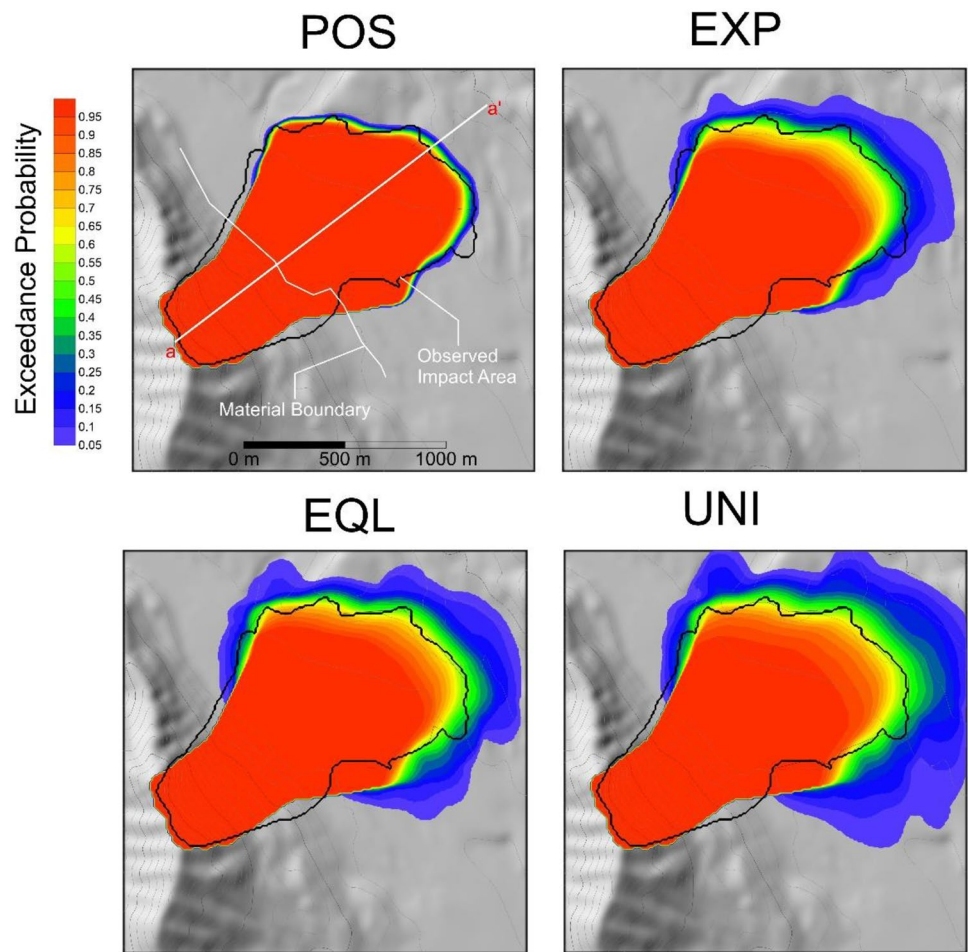 POS
EXP
Exceedance Probability
0.95
0.9
0.85
0.8
0.75
0.7
0.65
0.6
0.55
0.5
0.45
0.4
0.35
0.3
0.25
0.2
0.15
0.1
0.05
a'
a
Observed
Impact Area
Material Boundary
0 m 500 m 1000 m
EQL
UNI